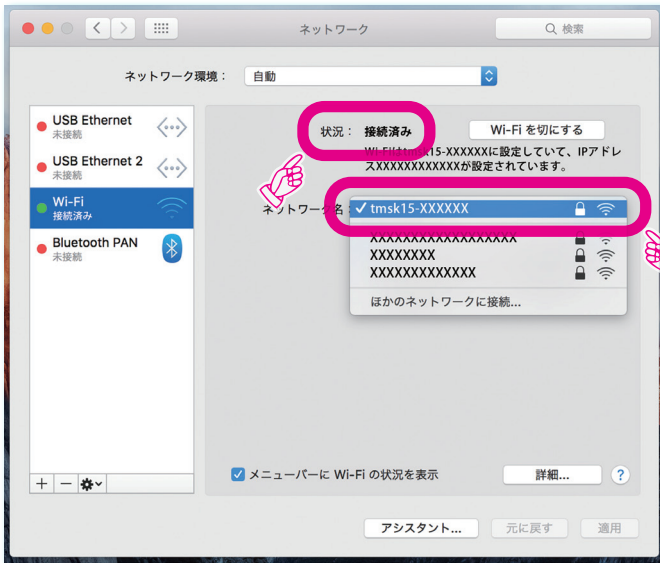 ネットワーク
検索
ネットワーク環境： 自動
USB Ethernet
未接続
USB Ethernet 2
未接続
Wi-Fi
接続済み
Bluetooth PAN
未接続
状況： 接続済み
Wi-Fi を切にする
Wi-Fiはtmsk15-XXXXXXに設定していて、IPアドレ
スXXXXXXXXXXXXが設定されています。
ネットワーク名： tmsk15-XXXXXX
XXXXXXXXXXXXXXXXXX
XXXXXXXX
XXXXXXXXXXXXX
ほかのネットワークに接続...
メニューバーに Wi-Fi の状況を表示
詳細...
?
アシスタント...
元に戻す
適用